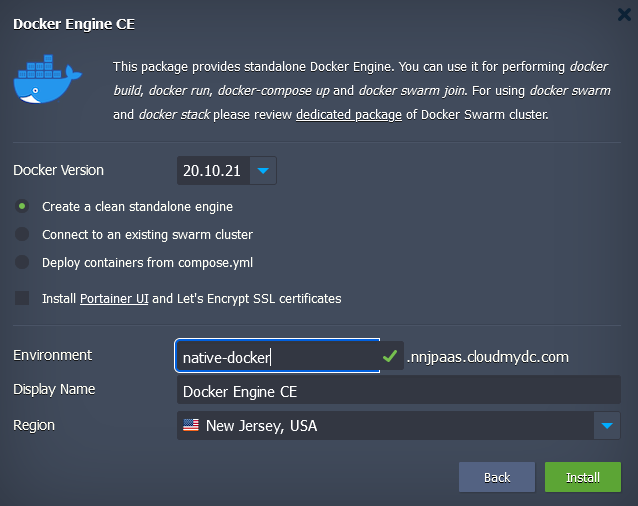 Docker Engine CE
This package provides standalone Docker Engine. You can use it for performing docker
build, docker run, docker-compose up and docker swarm join. For using docker swarm
and docker stack please review dedicated package of Docker Swarm cluster.
Docker Version 20.10.21
Create a clean standalone engine
Connect to an existing swarm cluster
Deploy containers from compose.yml
Install Portainer UI and Let's Encrypt SSL certificates
Environment native-docker .nnjpaas.cloudmydc.com
Display Name Docker Engine CE
Region New Jersey, USA
Back Install